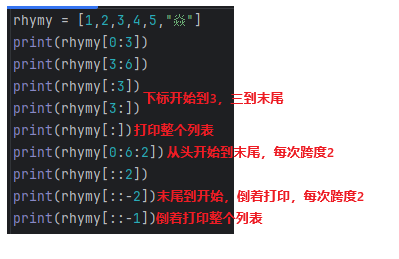 rhymy = [1,2,3,4,5,"焱"]
print(rhymy[0:3])
print(rhymy[3:6])
print(rhymy[:3])
下标开始到3，三到末尾
print(rhymy[3:])
print(rhymy[:])打印整个列表
print(rhymy[0:6:2])从头开始到末尾，每次跨度2
print(rhymy[::2])
print(rhymy[::-2])末尾到开始，倒着打印，每次跨度2
print(rhymy[::-1])倒着打印整个列表